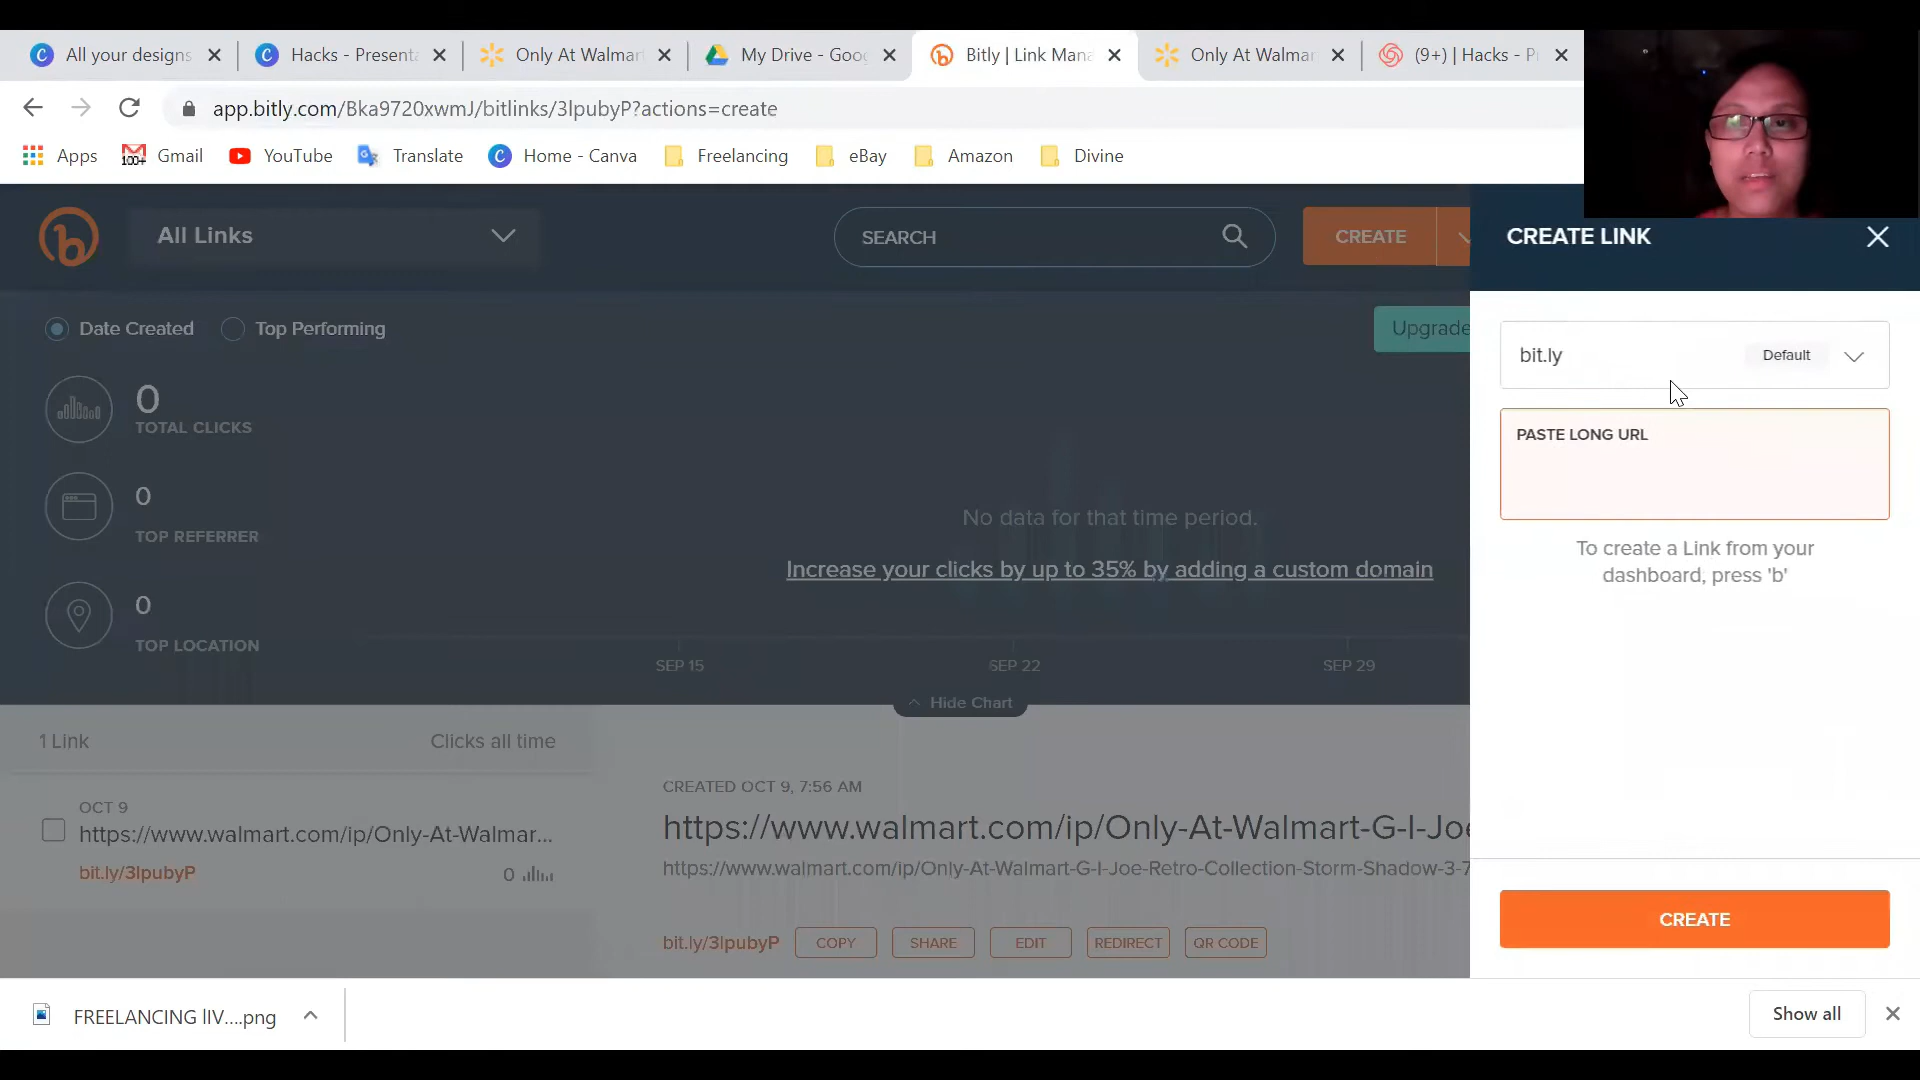 All your designs
Hacks - Presenta
Only At Walmar
My Drive - Goog
Bitly | Link Mana
Only At Walmar
(9+) | Hacks - P
app.bitly.com/Bka9720xwmJ/bitlinks/3lpubyP?actions=create
Apps
100+
Gmail
YouTube
Translate
Home - Canva
Freelancing
eBay
Amazon
Divine
All Links
SEARCH
CREATE
CREATE LINK
Date Created
Top Performing
Upgrade
bit.ly
Default
0
TOTAL CLICKS
PASTE LONG URL
0
TOP REFERRER
No data for that time period.
Increase your clicks by up to 35% by adding a custom domain
To create a Link from your
dashboard, press 'b'
0
TOP LOCATION
SEP 15
SEP 22
SEP 29
Hide Chart
1 Link
Clicks all time
CREATED OCT 9, 7:56 AM
OCT 9
https://www.walmart.com/ip/Only-At-Walmar...
bit.ly/3lpubyP
0
https://www.walmart.com/ip/Only-At-Walmart-G-I-Joe
https://www.walmart.com/ip/Only-At-Walmart-G-I-Joe-Retro-Collection-Storm-Shadow-3-7
bit.ly/3lpubyP
COPY
SHARE
EDIT
REDIRECT
QR CODE
CREATE
FREELANCING lIV....png
Show all